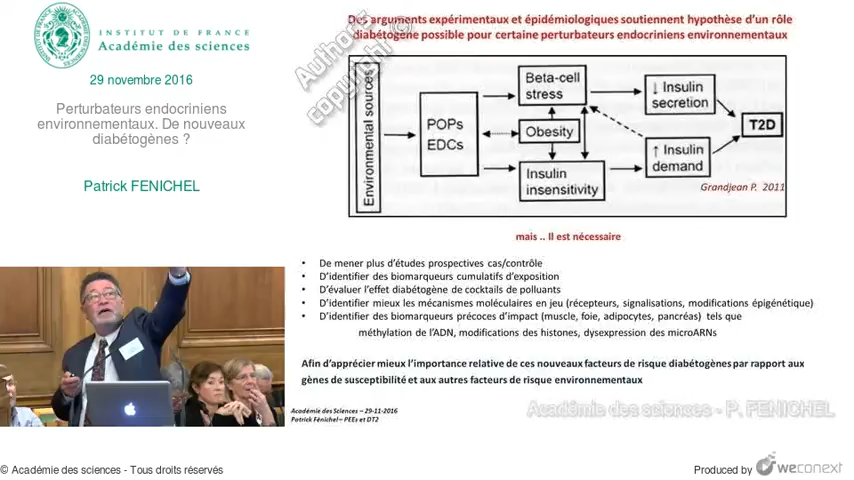 INSTITUT DE FRANCE
Académie des sciences
29 novembre 2016
Perturbateurs endocriniens
environnementaux. De nouveaux
diabétogènes ?
Patrick FENICHEL
Des arguments expérimentaux et épidémiologiques soutiennent hypothèse d'un rôle
diabétogène possible pour certaine perturbateurs endocriniens environnementaux
Author
copyright ©
Environmental sources
POPs
EDCs
Beta-cell
stress
Obesity
Insulin
insensitivity
↓ Insulin
secretion
↑ Insulin
demand
T2D
Grandjean P. 2011
mais .. Il est nécessaire
• De mener plus d'études prospectives cas/contrôle
• D'identifier des biomarqueurs cumulatifs d'exposition
• D'évaluer l'effet diabétogène de cocktails de polluants
• D'identifier mieux les mécanismes moléculaires en jeu (récepteurs, signalisations, modifications épigénétique)
• D'identifier des biomarqueurs précoces d'impact (muscle, foie, adipocytes, pancréas) tels que
méthylation de l'ADN, modifications des histones, dysexpression des microARNs
Afin d'apprécier mieux l'importance relative de ces nouveaux facteurs de risque diabétogènes par rapport aux
gènes de susceptibilité et aux autres facteurs de risque environnementaux
Académie des Sciences – 29-11-2016
Patrick Fénichel – PEEs et DT2
Académie des sciences - P. FENICHEL
© Académie des sciences - Tous droits réservés
Produced by weconext